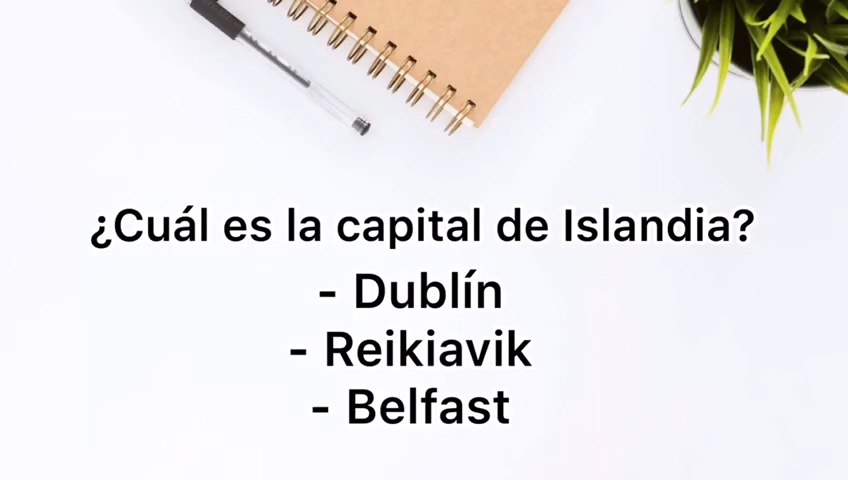 ¿Cuál es la capital de Islandia?
- Dublín
- Reikiavik
- Belfast